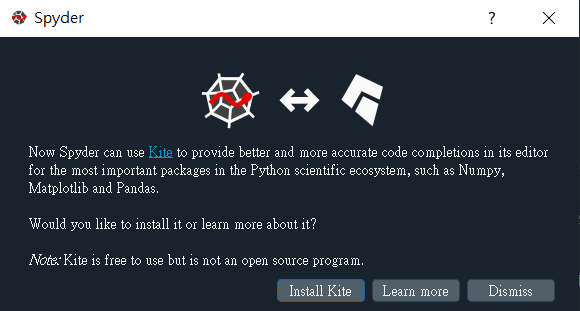 Spyder
Now Spyder can use Kite to provide better and more accurate code completions in its editor
for the most important packages in the Python scientific ecosystem, such as Numpy,
Matplotlib and Pandas.
Would you like to install it or learn more about it?
Note: Kite is free to use but is not an open source program.
Install Kite Learn more Dismiss